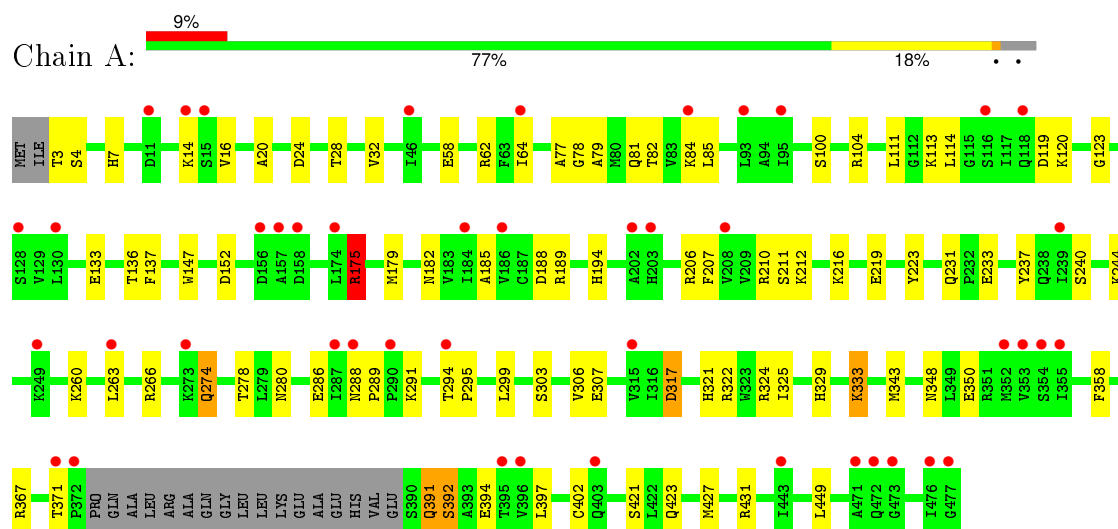 9%
Chain A:
77% 18% • •
MET ILE T3 S4 H7 D11 K14 S15 V16 A20 D24 T28 V32 I46 E58 R62 F63 I64 A77 G78 A79 M80 Q81 T82 V83 K84 L85 L93 A94 I95 S100 R104 L111 G112 K113 L114 G115 S116 I117 Q118 D119 K120 G123
S128 V129 L130 E133 T136 F137 W147 D152 D156 A157 D158 L174 R175 M179 N182 V183 I184 A185 V186 C187 D188 R189 H194 A202 H203 R206 F207 V208 V209 R210 S211 K212 K216 E219 Y223 Q231 P232 E233 Y237 Q238 I239 S240 K244
K249 K260 L263 R266 K273 Q274 T278 L279 N280 E286 I287 N288 P289 P290 K291 T294 P295 L299 S303 V306 E307 V315 I316 D317 H321 R322 W323 R324 I325 H329 K333 M343 N348 L349 E350 R351 M352 V353 S354 I355 F358
R367 T371 P372 PRO GLN ALA LEU ARG ALA GLN GLY LEU LEU LYS GLU ALA GLU HIS VAL GLU S390 Q391 S392 A393 E394 T395 V396 L397 C402 Q403 S421 L422 Q423 M427 R431 I443 L449 A471 Q472 G473 I476 G477